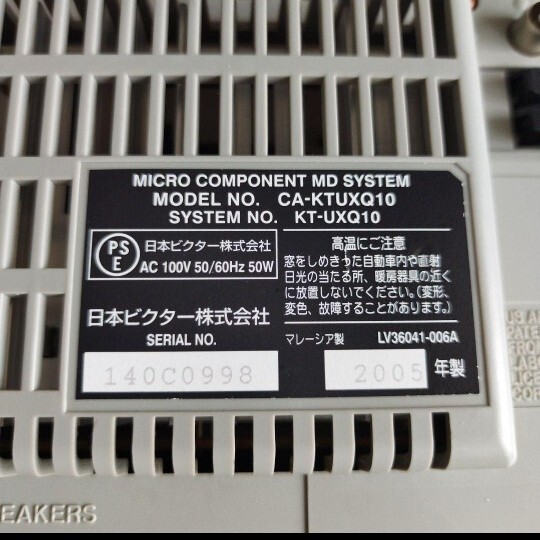 MICRO COMPONENT MD SYSTEM
MODEL NO. CA-KTUXQ10
SYSTEM NO. KT-UXQ10
PS
E
日本ビクター株式会社
AC 100V 50/60Hz 50W
日本ビクター株式会社
SERIAL NO.
140C0998
高温にご注意
窓をしめきった自動車内や直射
日光の当たる所、暖房器具の近く
に放置しないでください。(変形、
変色、故障することがあります。)
マレーシア製 LV36041-006A
2005 年製
EAKERS